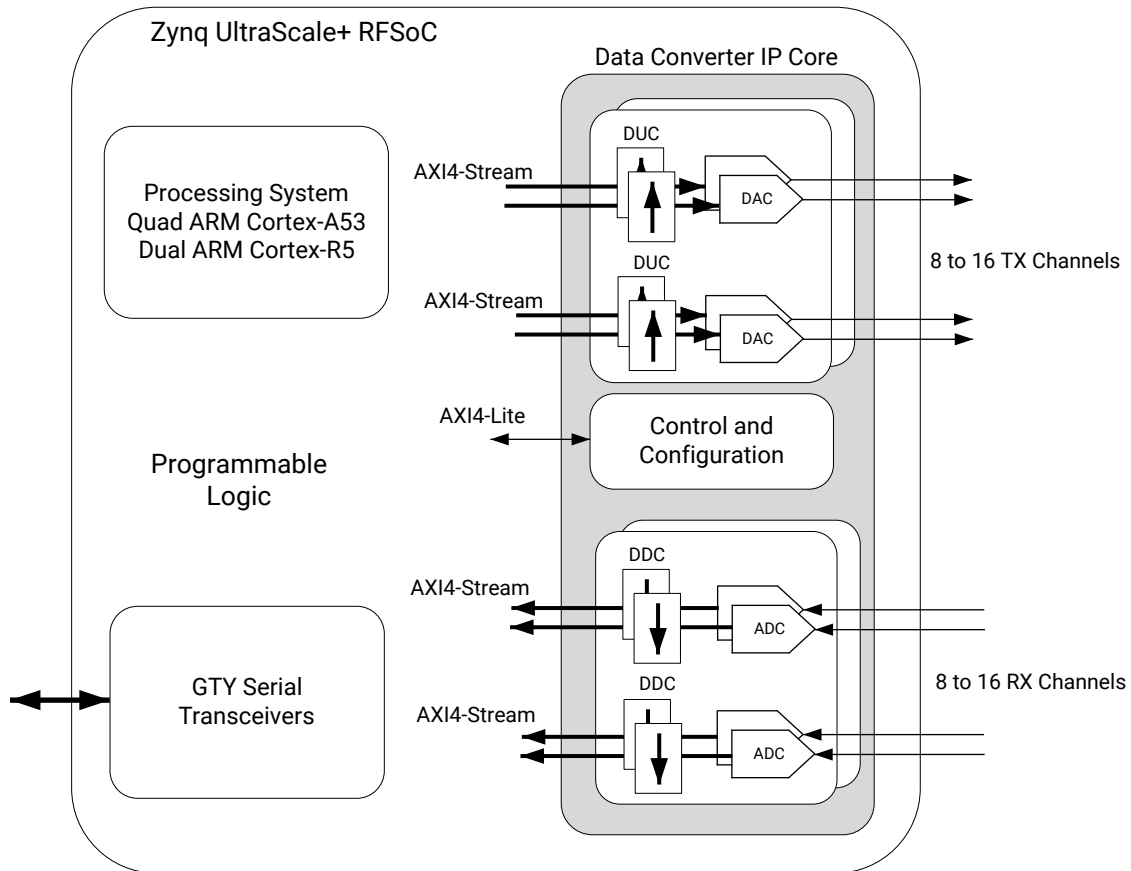 Zynq UltraScale+ RFSoC
Data Converter IP Core
Processing System
Quad ARM Cortex-A53
Dual ARM Cortex-R5
DUC
AXI4-Stream
DAC
8 to 16 TX Channels
DUC
AXI4-Stream
DAC
AXI4-Lite
Control and
Configuration
Programmable
Logic
DDC
AXI4-Stream
ADC
GTY Serial
Transceivers
8 to 16 RX Channels
DDC
AXI4-Stream
ADC